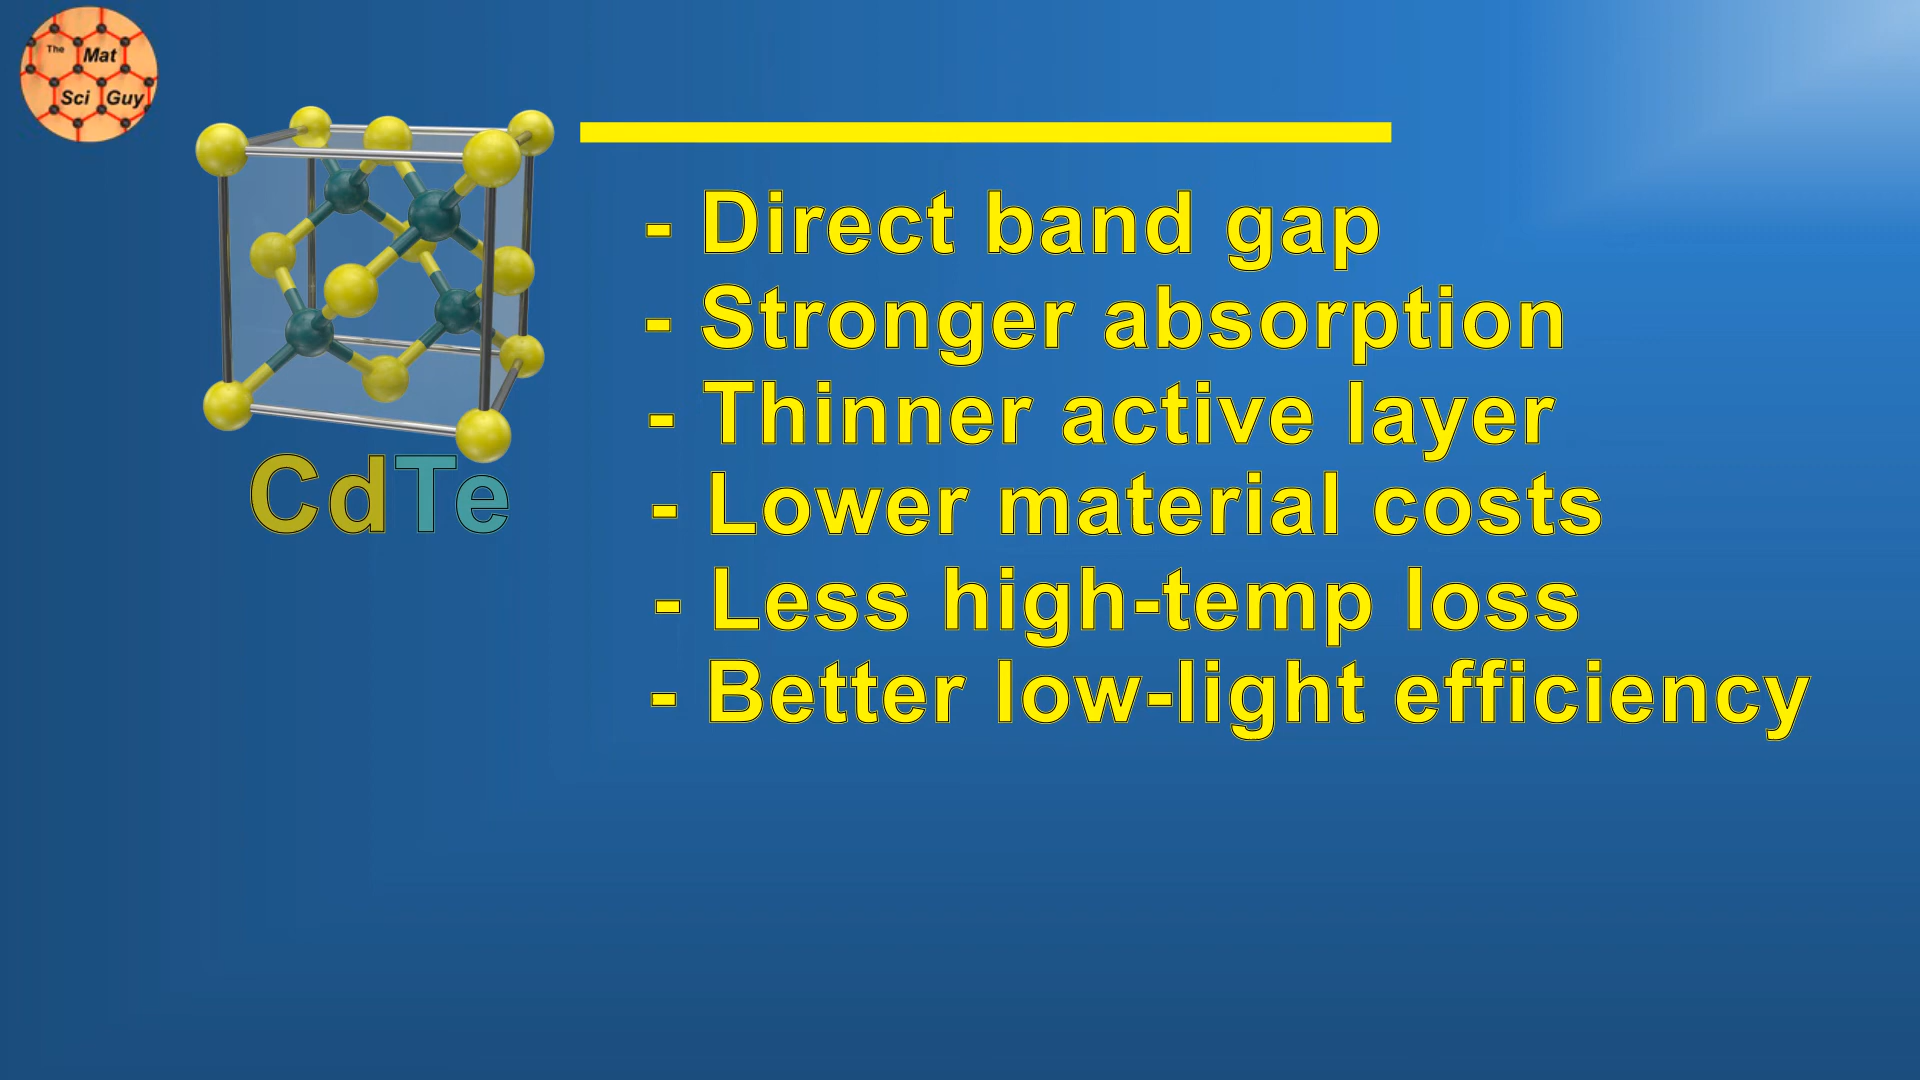 The Mat
Sci Guy
CdTe
- Direct band gap
- Stronger absorption
- Thinner active layer
- Lower material costs
- Less high-temp loss
- Better low-light efficiency